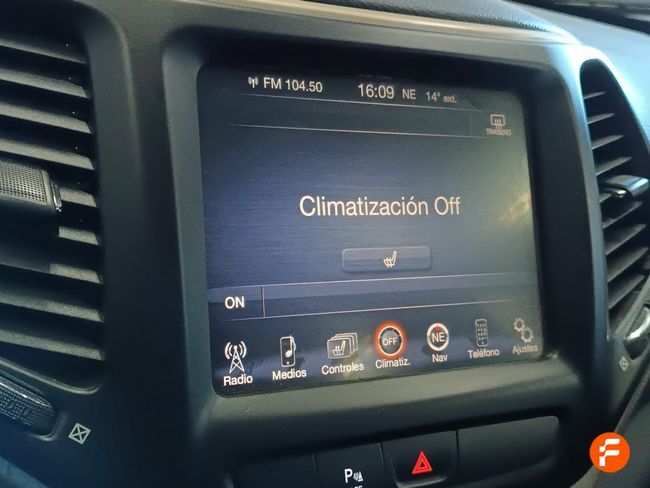 FM 104.50 16:09 NE 14° ext.
TRASERO
Climatización Off
ON
OFF NE
Radio Medios Controles Climatiz. Nav Teléfono Ajustes
P